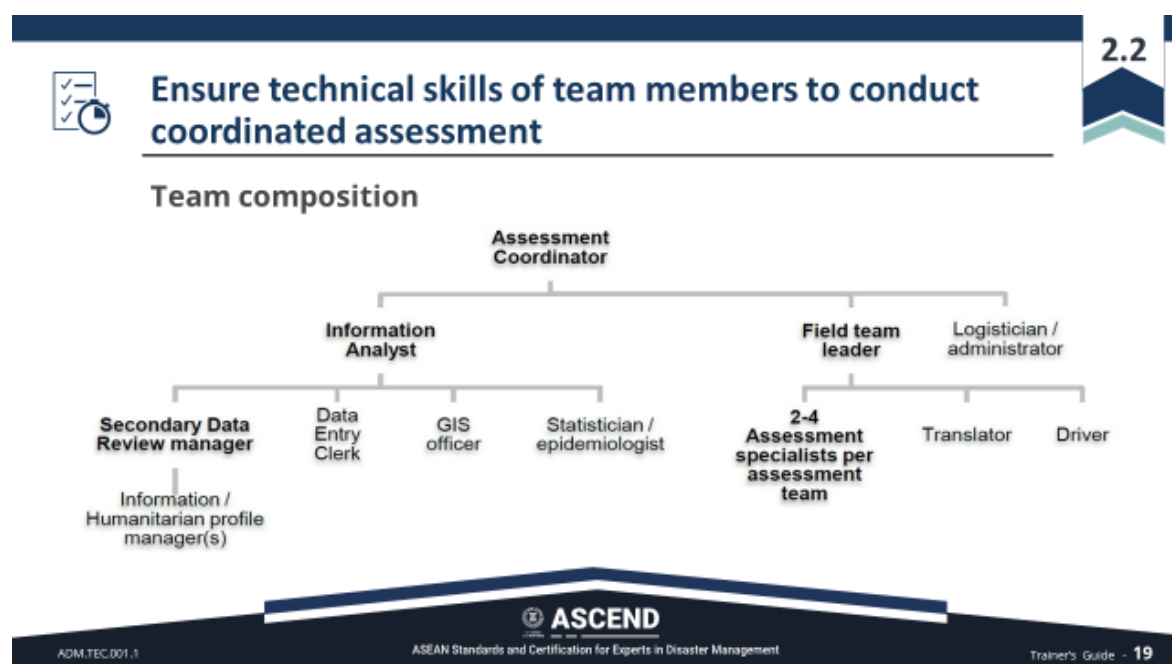 2.2
Ensure technical skills of team members to conduct
coordinated assessment
Team composition
Assessment
Coordinator
Information
Analyst
Field team
leader
Logistician /
administrator
Secondary Data
Review manager
Data
Entry
Clerk
GIS
officer
Statistician /
epidemiologist
2-4
Assessment
specialists per
assessment
team
Translator
Driver
Information /
Humanitarian profile
manager(s)
ASCEND
ASEAN Standards and Certification for Experts in Disaster Management
ADM.TEC.001.1
Trainer's Guide - 19